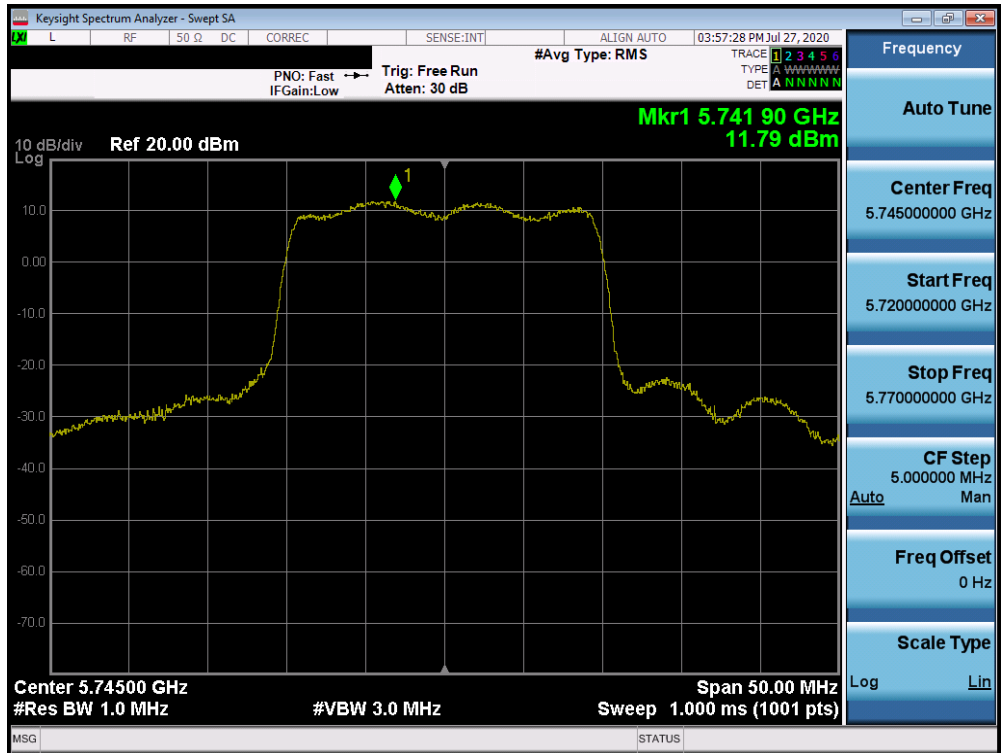 Keysight Spectrum Analyzer - Swept SA
LXI L RF 50 Ω DC CORREC SENSE:INT ALIGN AUTO 03:57:28 PM Jul 27, 2020
#Avg Type: RMS
TRACE 1 2 3 4 5 6
TYPE A WWWWW
DET A N N N N N
PNO: Fast Trig: Free Run
IFGain:Low Atten: 30 dB
Mkr1 5.741 90 GHz
11.79 dBm
10 dB/div Ref 20.00 dBm
Log
1
10.0
0.00
-10.0
-20.0
-30.0
-40.0
-50.0
-60.0
-70.0
Center 5.74500 GHz Span 50.00 MHz
#Res BW 1.0 MHz #VBW 3.0 MHz Sweep 1.000 ms (1001 pts)
MSG STATUS
Frequency
Auto Tune
Center Freq
5.745000000 GHz
Start Freq
5.720000000 GHz
Stop Freq
5.770000000 GHz
CF Step
5.000000 MHz
Auto Man
Freq Offset
0 Hz
Scale Type
Log Lin